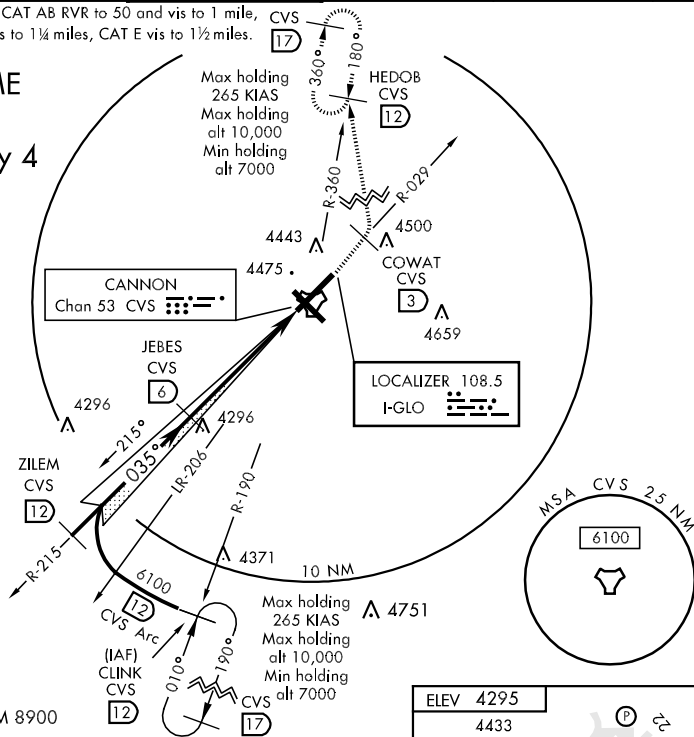 CAT AB RVR to 50 and vis to 1 mile,
s to 1¼ miles, CAT E vis to 1½ miles.
ME
y 4
CVS
17
360°
180°
Max holding
265 KIAS
Max holding
alt 10,000
Min holding
alt 7000
HEDOB
CVS
12
R-360
R-029
4443
4500
4475
COWAT
CVS
3
4659
CANNON
Chan 53 CVS
JEBES
CVS
6
LOCALIZER 108.5
I-GLO
4296
4296
215°
035°
ZILEM
CVS
12
LR-206
R-190
R-215
4371
10 NM
6100
12
CVS Arc
MSA CVS 25 NM
6100
Max holding
265 KIAS
Max holding
alt 10,000
Min holding
alt 7000
4751
(IAF)
CLINK
CVS
12
010°
190°
CVS
17
M 8900
ELEV 4295
4433
P
22